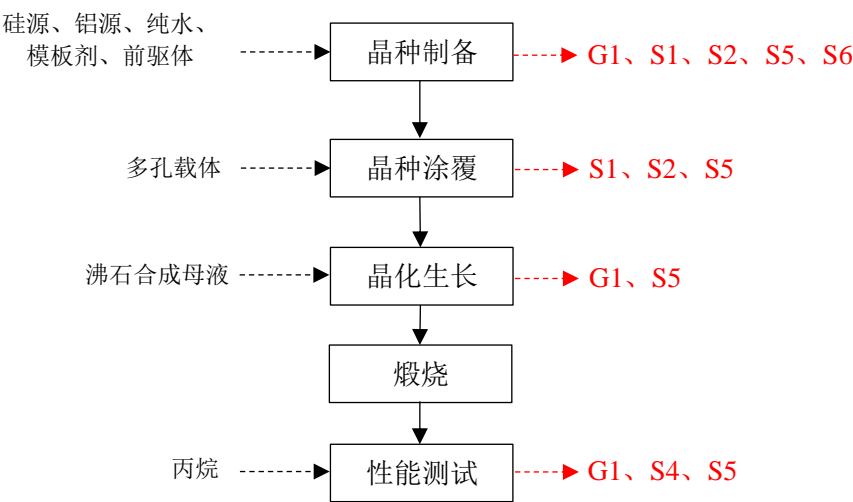 硅源、铝源、纯水、
模板剂、前驱体
晶种制备
G1、S1、S2、S5、S6
多孔载体
晶种涂覆
S1、S2、S5
沸石合成母液
晶化生长
G1、S5
煅烧
丙烷
性能测试
G1、S4、S5